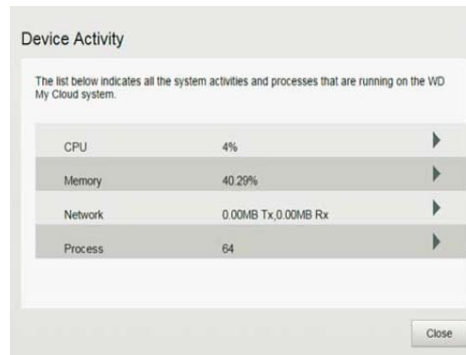 Device Activity
The list below indicates all the system activities and processes that are running on the WD
My Cloud system.
CPU 4%
Memory 40.29%
Network 0.00MB Tx,0.00MB Rx
Process 64
Close